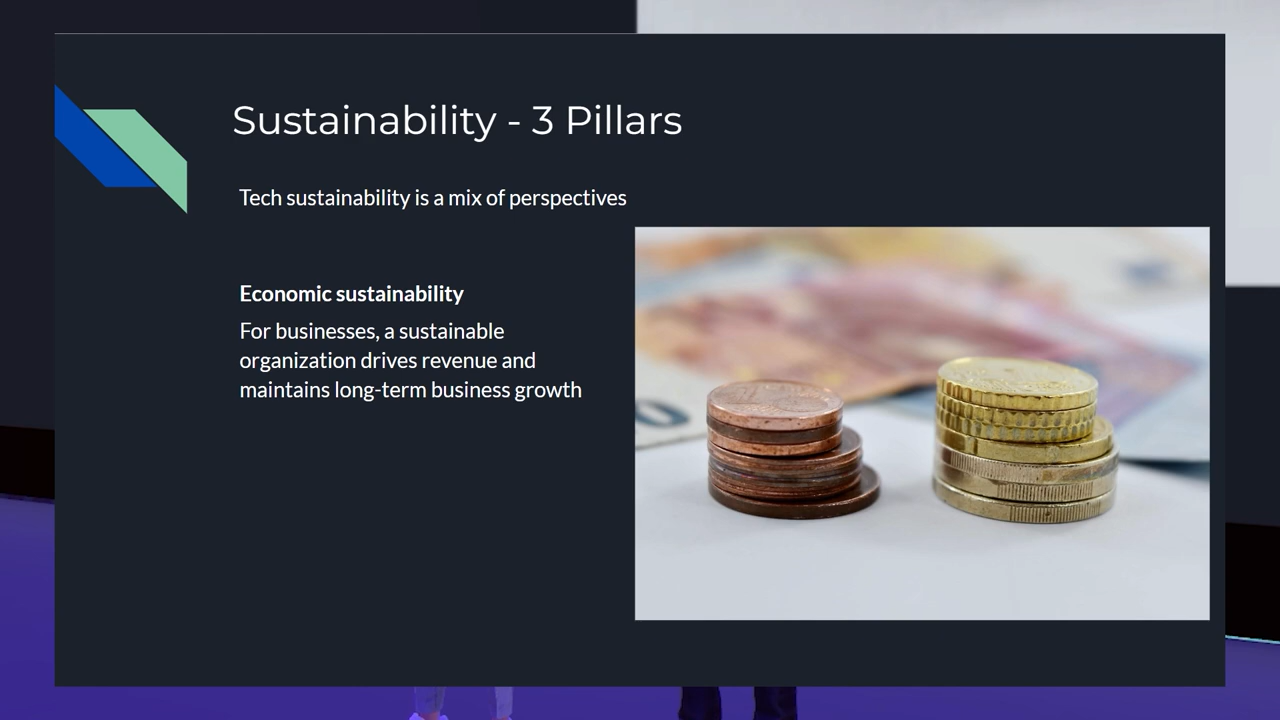 Sustainability - 3 Pillars
Tech sustainability is a mix of perspectives
Economic sustainability
For businesses, a sustainable
organization drives revenue and
maintains long-term business growth